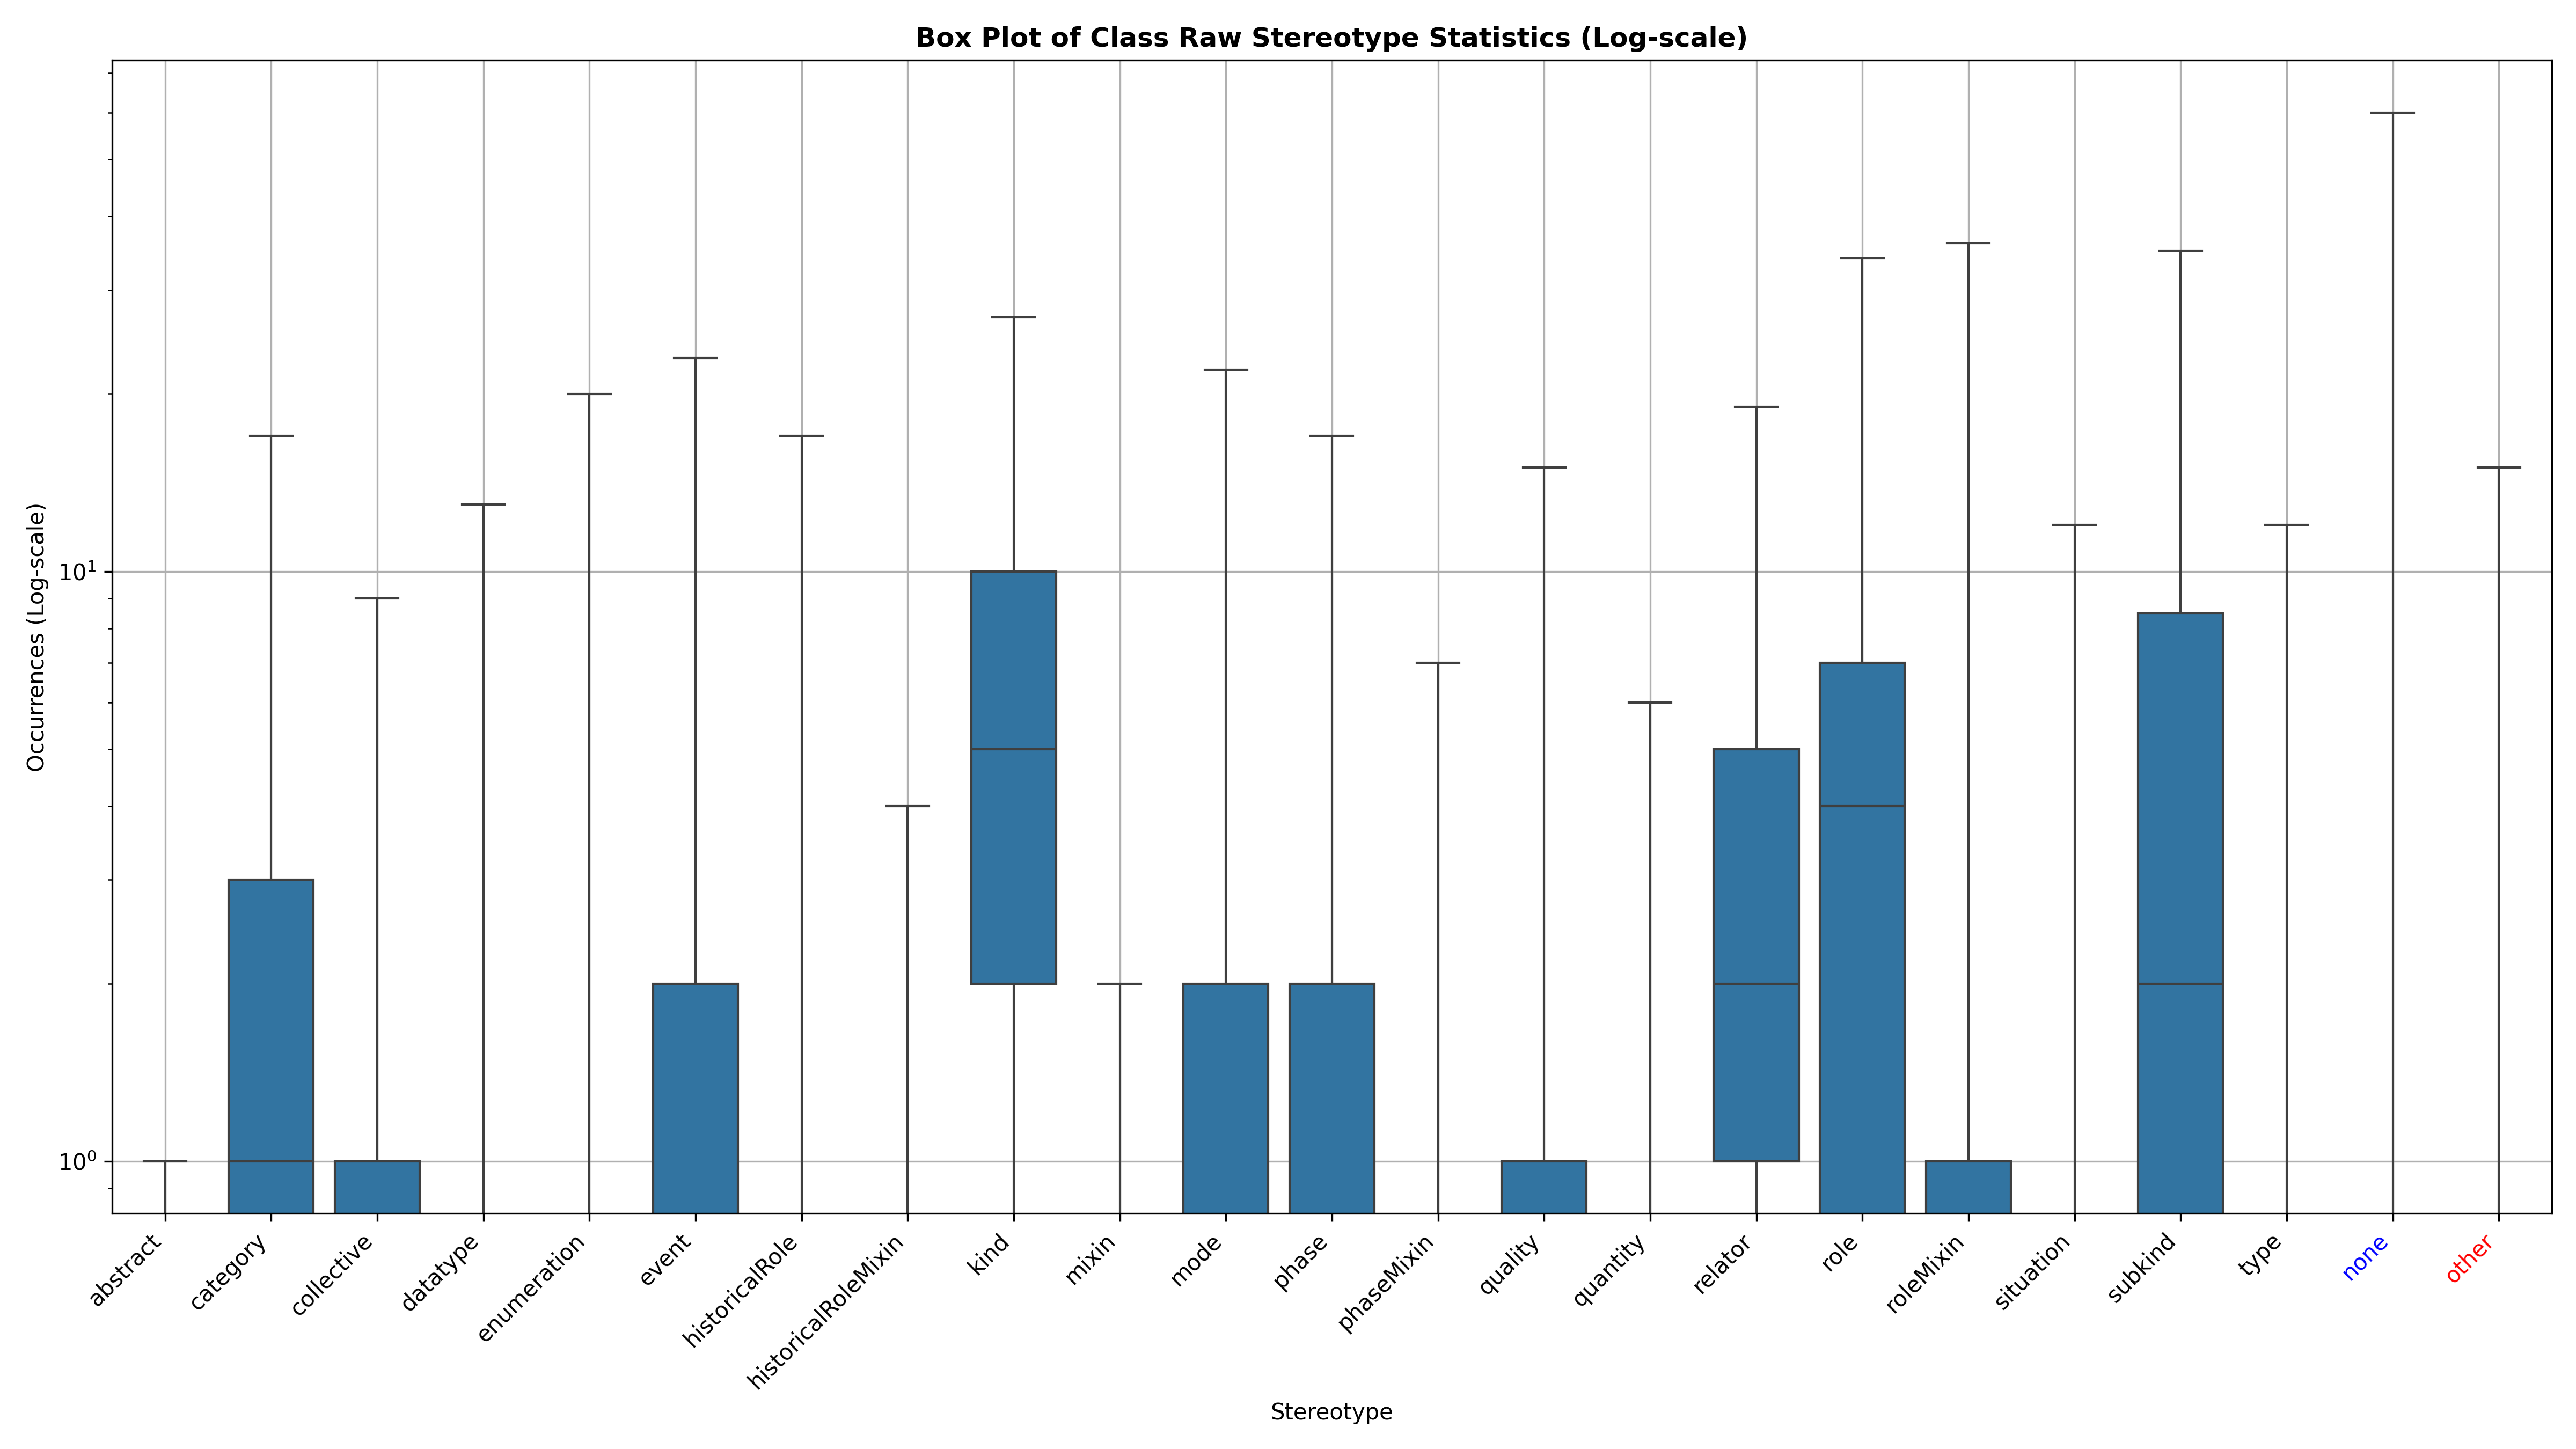 Box Plot of Class Raw Stereotype Statistics (Log-scale)
Occurrences (Log-scale)
10¹
10⁰
abstract
category
collective
datatype
enumeration
event
historicalRole
historicalRoleMixin
kind
mixin
mode
phase
phaseMixin
quality
quantity
relator
role
roleMixin
situation
subkind
type
none
other
Stereotype